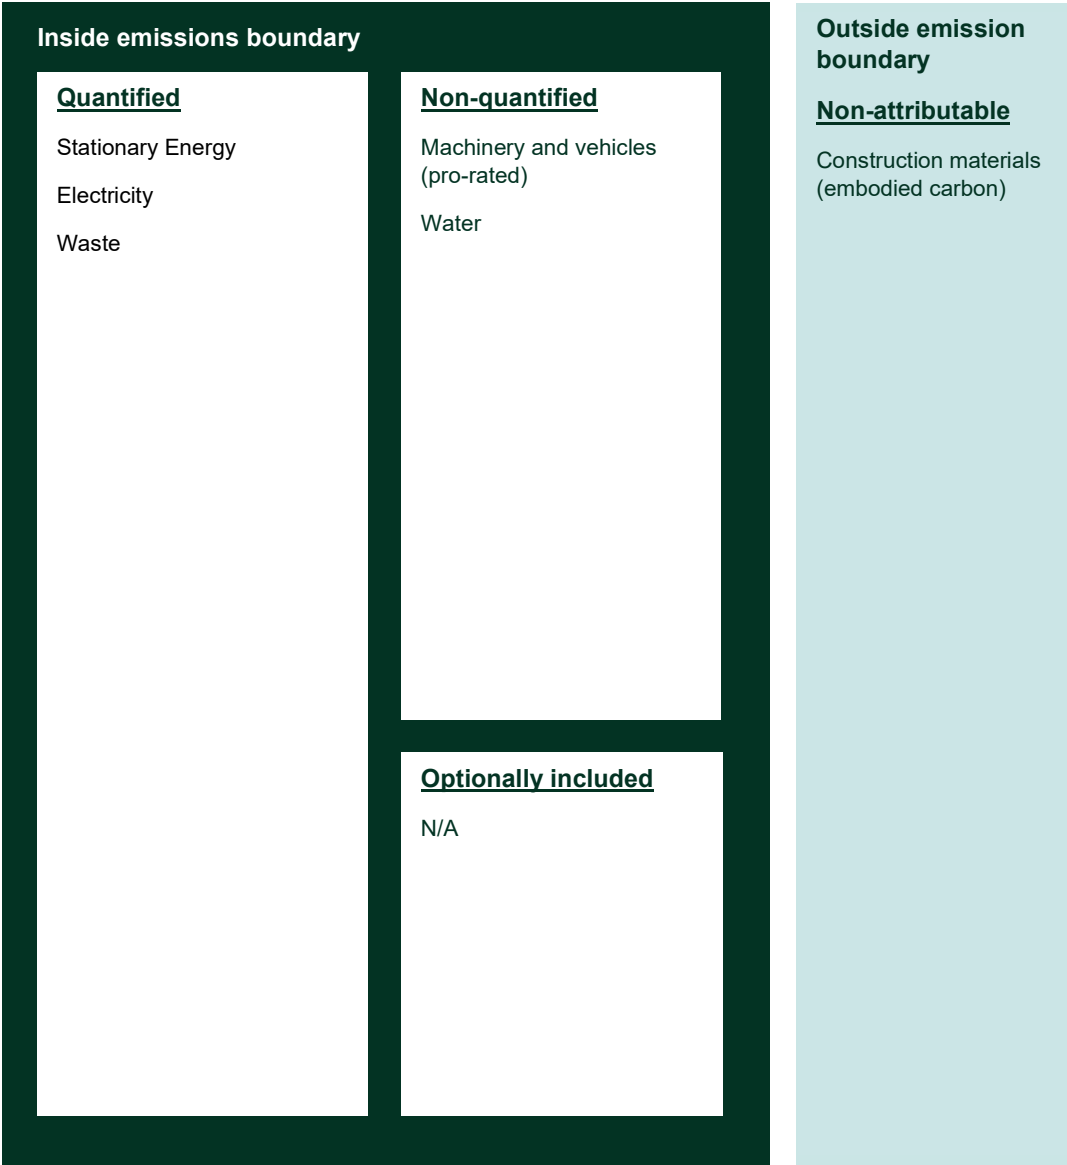 Inside emissions boundary
Quantified
Stationary Energy
Electricity
Waste
Non-quantified
Machinery and vehicles
(pro-rated)
Water
Optionally included
N/A
Outside emission
boundary
Non-attributable
Construction materials
(embodied carbon)